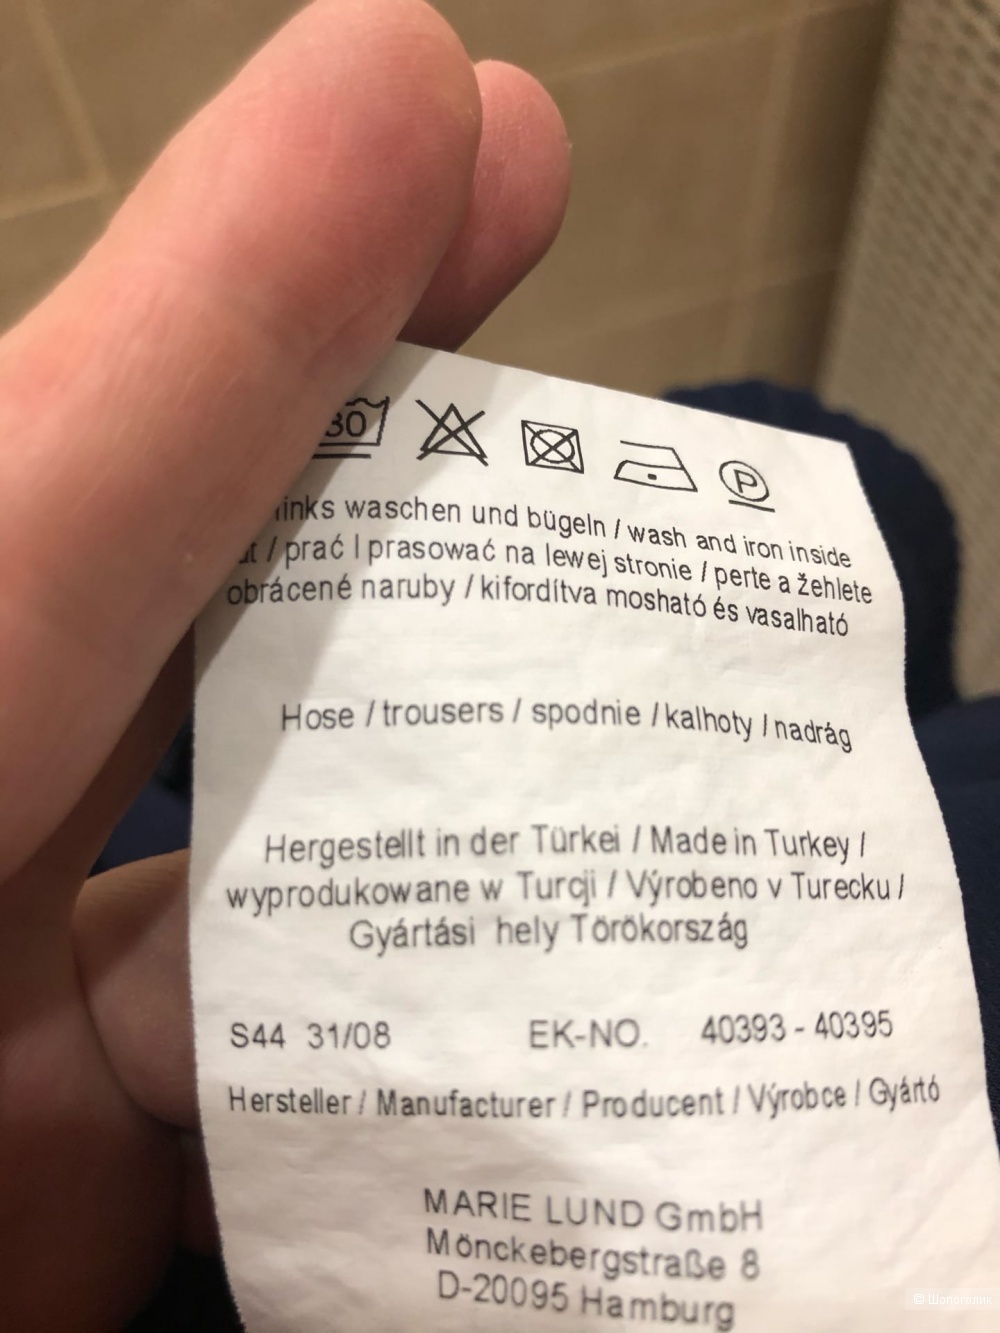 30
links waschen und bügeln / wash and iron inside
/ prać I prasować na lewej stronie / perte a žehlete
obrácené naruby / kifordítva mosható és vasalható
P
Hose / trousers / spodnie / kalhoty / nadrág
Hergestellt in der Türkei / Made in Turkey /
wyprodukowane w Turcji / Výrobeno v Turecku /
Gyártási hely Törökország
S44 31/08 EK-NO. 40393 - 40395
Hersteller / Manufacturer / Producent / Výrobce / Gyártó
MARIE LUND GmbH
Mönckebergstraße 8
D-20095 Hamburg
© Шопоголик